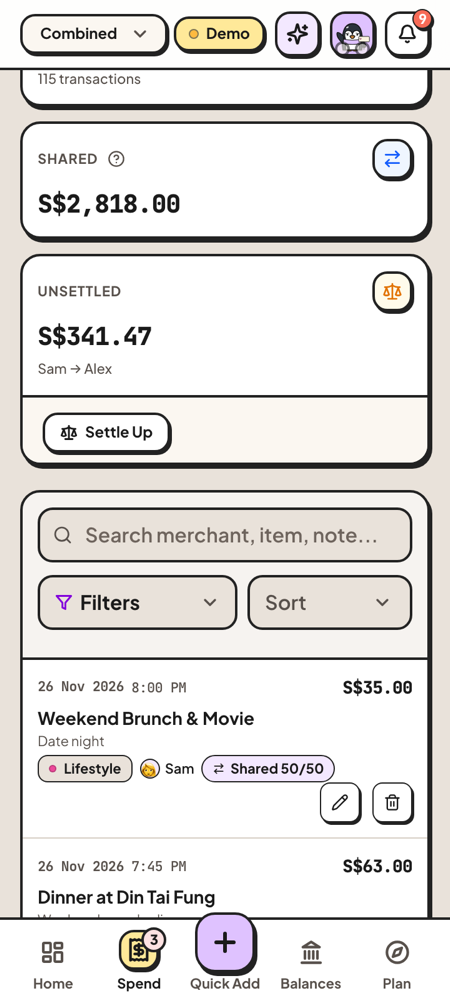 Combined
Demo
9
115 transactions
SHARED ?
S$2,818.00
UNSETTLED
S$341.47
Sam → Alex
Settle Up
Search merchant, item, note...
Filters
Sort
26 Nov 2026 8:00 PM
S$35.00
Weekend Brunch & Movie
Date night
Lifestyle
Sam
Shared 50/50
26 Nov 2026 7:45 PM
S$63.00
Dinner at Din Tai Fung
3
Home
Spend
Quick Add
Balances
Plan